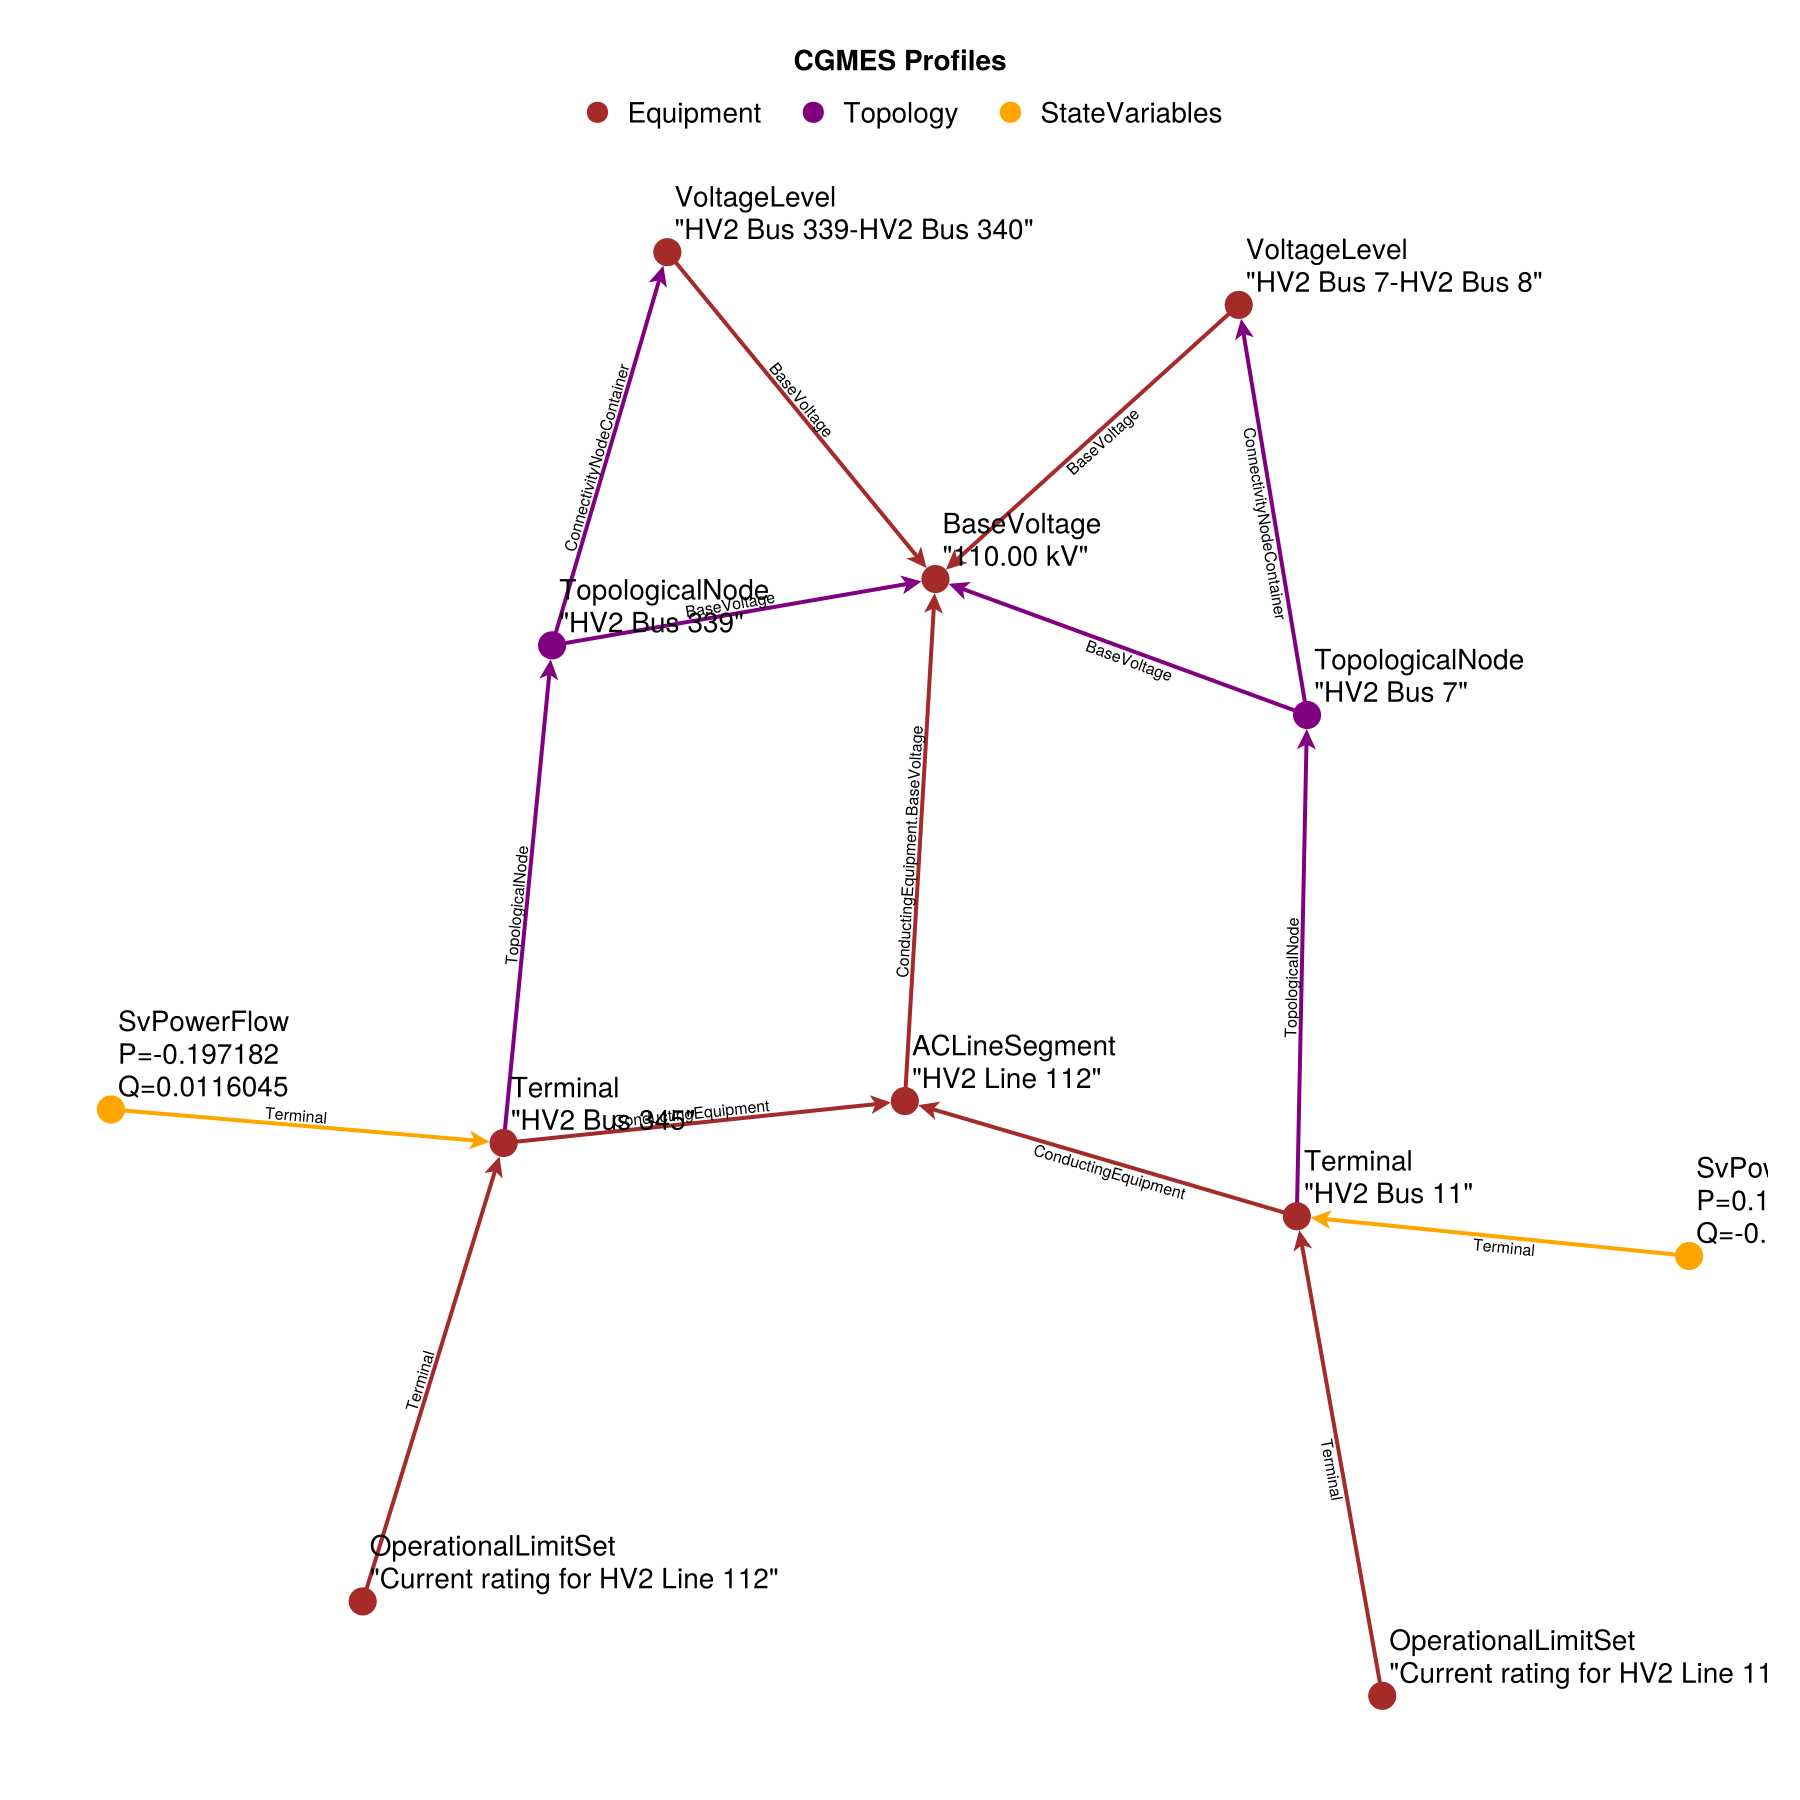 CGMES Profiles
Equipment
Topology
StateVariables
VoltageLevel
"HV2 Bus 339-HV2 Bus 340"
VoltageLevel
"HV2 Bus 7-HV2 Bus 8"
BaseVoltage
BaseVoltage
ConnectivityNodeContainer
ConnectivityNodeContainer
BaseVoltage
"110.00 kV"
TopologicalNode
"HV2 Bus 339"
BaseVoltage
BaseVoltage
TopologicalNode
"HV2 Bus 7"
ConductingEquipment.BaseVoltage
TopologicalNode
TopologicalNode
SvPowerFlow
P=-0.197182
Q=0.0116045
Terminal
Terminal
"HV2 Bus 345"
ConductingEquipment
ACLineSegment
"HV2 Line 112"
ConductingEquipment
Terminal
"HV2 Bus 11"
SvPov
P=0.1
Q=-0.
Terminal
Terminal
Terminal
OperationalLimitSet
"Current rating for HV2 Line 112"
OperationalLimitSet
"Current rating for HV2 Line 11